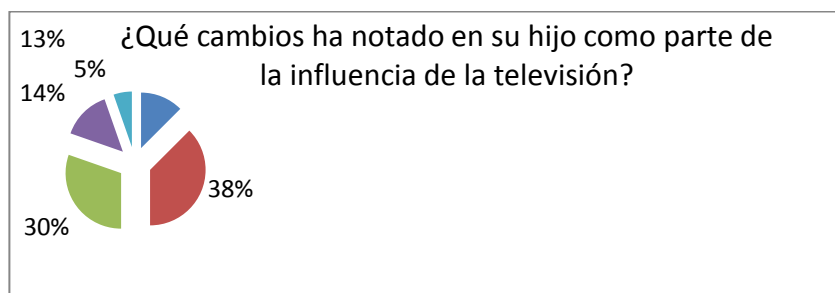 ¿Qué cambios ha notado en su hijo como parte de
la influencia de la televisión?
13%
5%
14%
38%
30%